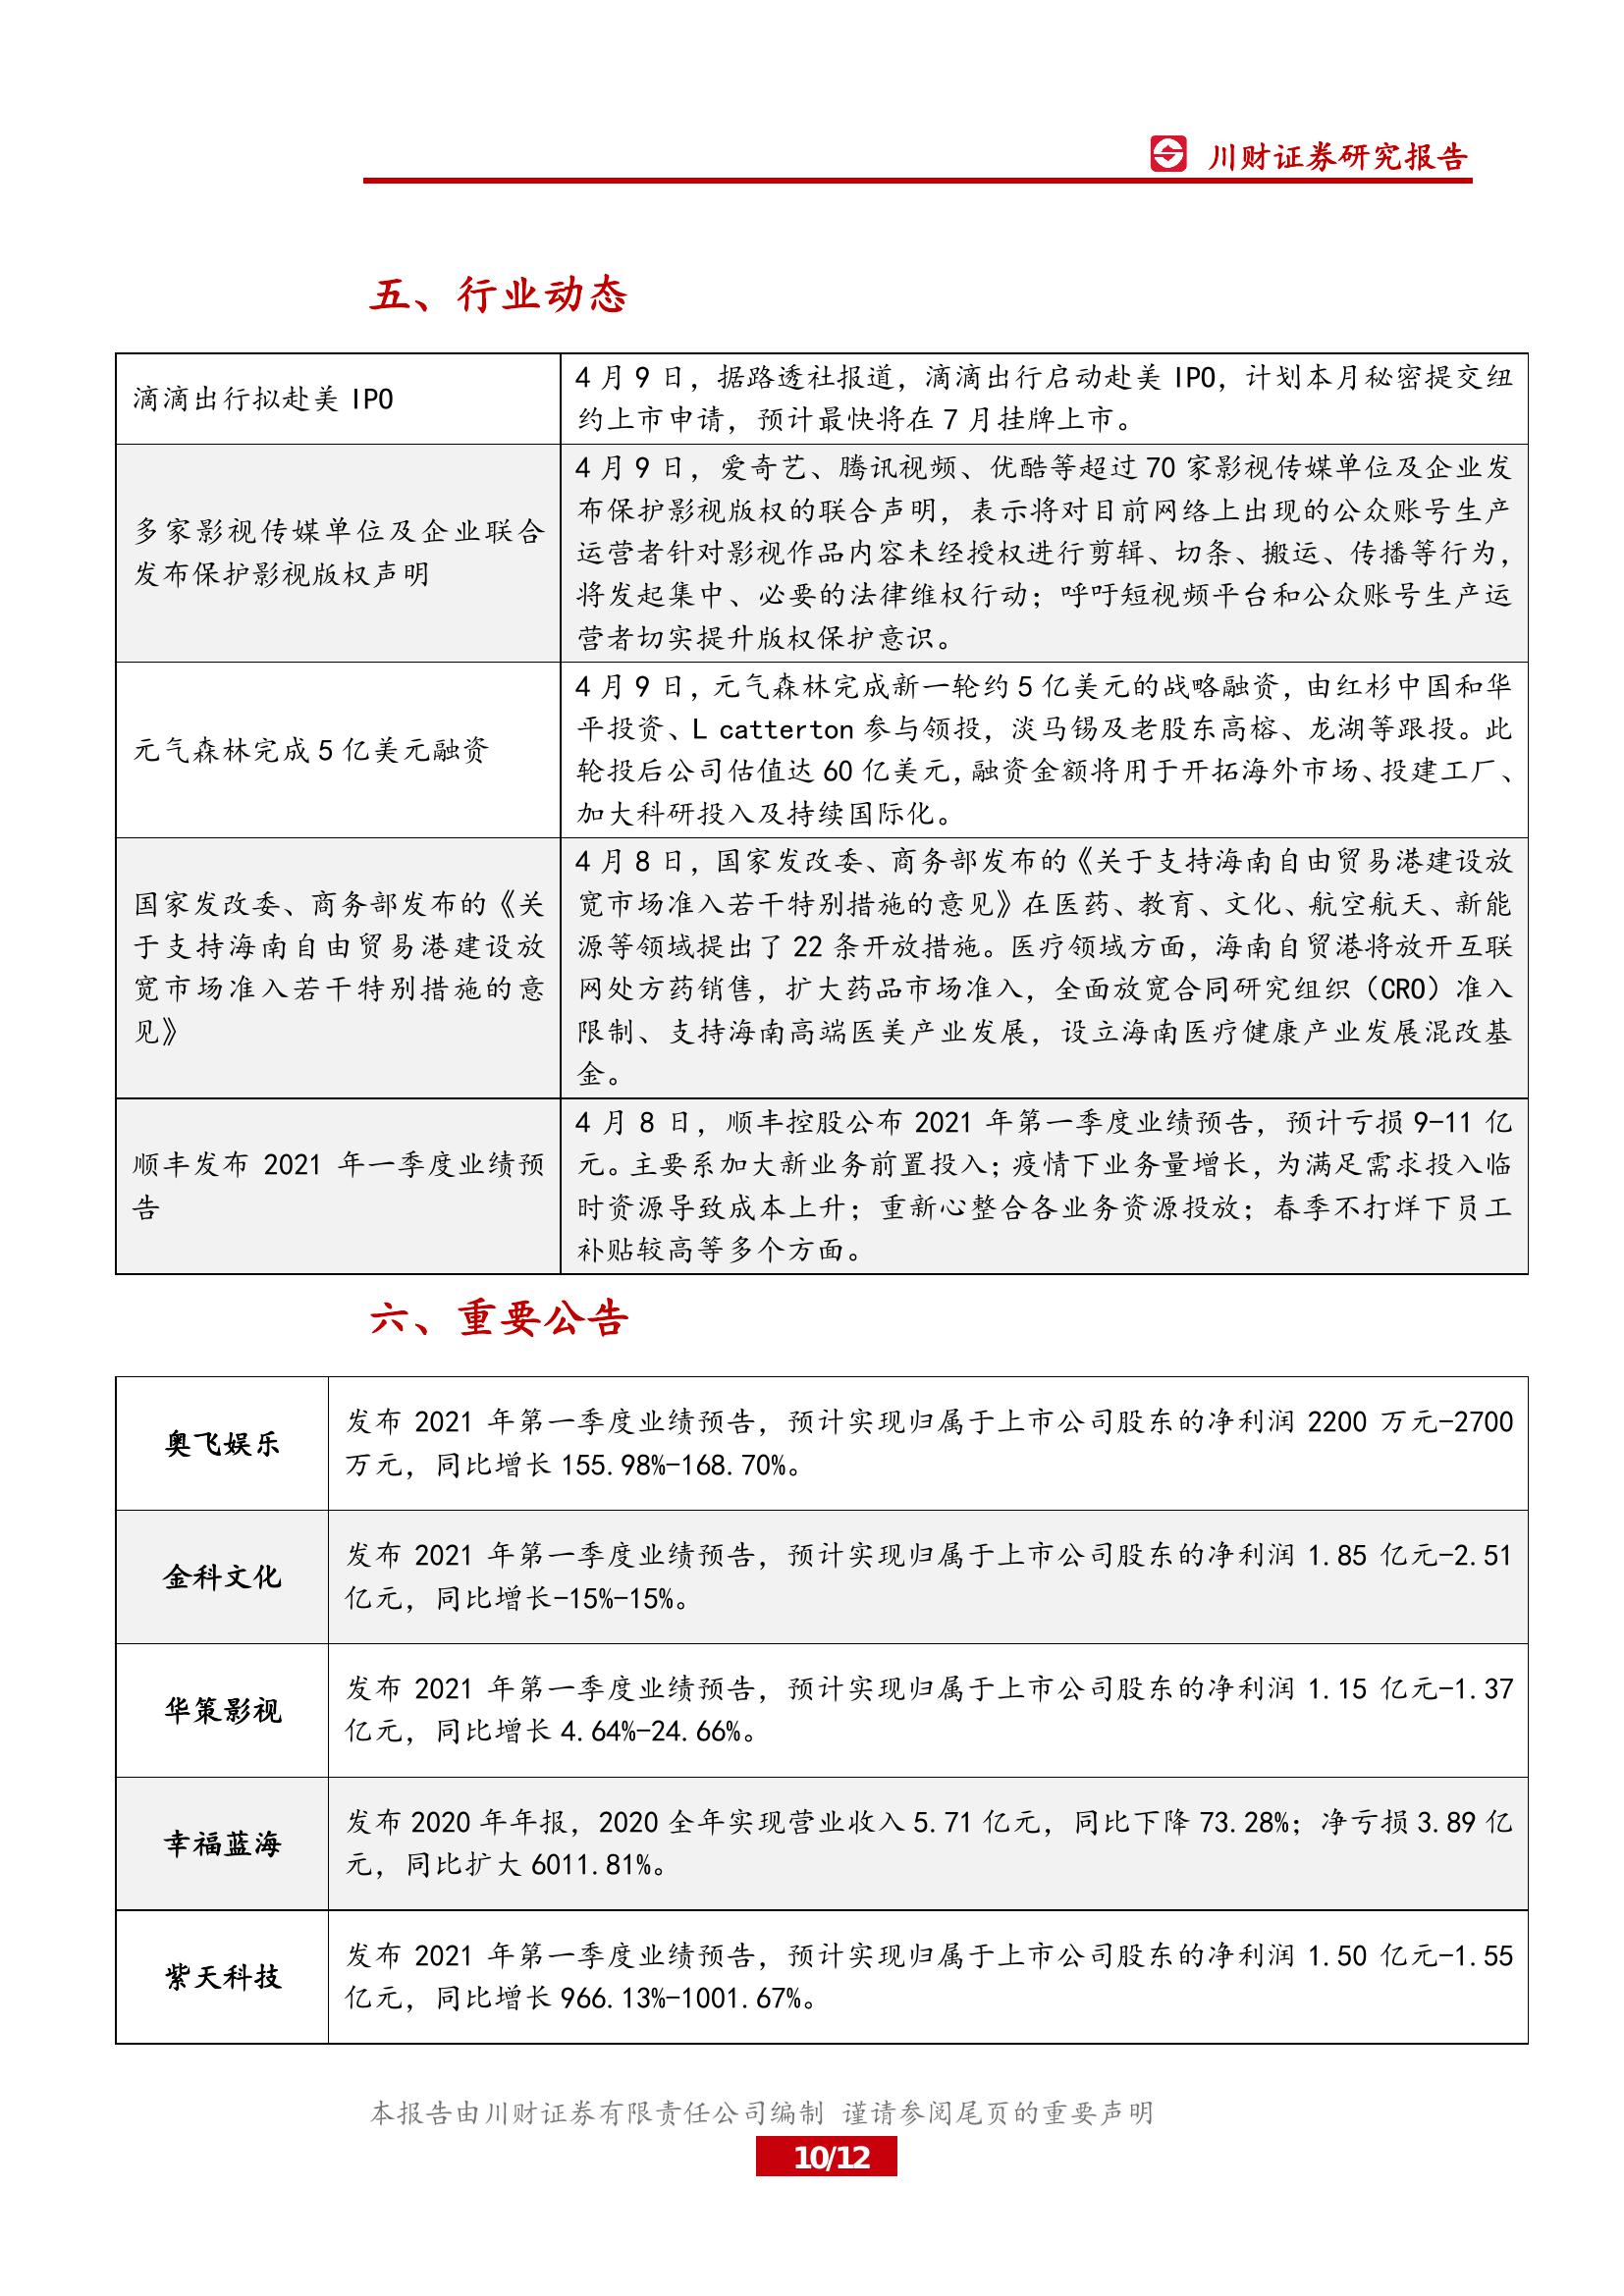 川财证券研究报告
五、行业动态
滴滴出行拟赴美 IPO
4 月 9 日，据路透社报道，滴滴出行启动赴美 IPO，计划本月秘密提交纽
约上市申请，预计最快将在 7 月挂牌上市。
多家影视传媒单位及企业联合
发布保护影视版权声明
4 月 9 日，爱奇艺、腾讯视频、优酷等超过 70 家影视传媒单位及企业发
布保护影视版权的联合声明，表示将对目前网络上出现的公众账号生产
运营者针对影视作品内容未经授权进行剪辑、切条、搬运、传播等行为，
将发起集中、必要的法律维权行动；呼吁短视频平台和公众账号生产运
营者切实提升版权保护意识。
元气森林完成 5 亿美元融资
4 月 9 日，元气森林完成新一轮约 5 亿美元的战略融资，由红杉中国和华
平投资、L catterton 参与领投，淡马锡及老股东高榕、龙湖等跟投。此
轮投后公司估值达 60 亿美元，融资金额将用于开拓海外市场、投建工厂、
加大科研投入及持续国际化。
国家发改委、商务部发布的《关
于支持海南自由贸易港建设放
宽市场准入若干特别措施的意
见》
4 月 8 日，国家发改委、商务部发布的《关于支持海南自由贸易港建设放
宽市场准入若干特别措施的意见》在医药、教育、文化、航空航天、新能
源等领域提出了 22 条开放措施。医疗领域方面，海南自贸港将放开互联
网处方药销售，扩大药品市场准入，全面放宽合同研究组织（CRO）准入
限制、支持海南高端医美产业发展，设立海南医疗健康产业发展混改基
金。
顺丰发布 2021 年一季度业绩预
告
4 月 8 日，顺丰控股公布 2021 年第一季度业绩预告，预计亏损 9-11 亿
元。主要系加大新业务前置投入；疫情下业务量增长，为满足需求投入临
时资源导致成本上升；重新心整合各业务资源投放；春季不打烊下员工
补贴较高等多个方面。
六、重要公告
奥飞娱乐
发布 2021 年第一季度业绩预告，预计实现归属于上市公司股东的净利润 2200 万元-2700
万元，同比增长 155.98%-168.70%。
金科文化
发布 2021 年第一季度业绩预告，预计实现归属于上市公司股东的净利润 1.85 亿元-2.51
亿元，同比增长-15%-15%。
华策影视
发布 2021 年第一季度业绩预告，预计实现归属于上市公司股东的净利润 1.15 亿元-1.37
亿元，同比增长 4.64%-24.66%。
幸福蓝海
发布 2020 年年报，2020 全年实现营业收入 5.71 亿元，同比下降 73.28%；净亏损 3.89 亿
元，同比扩大 6011.81%。
紫天科技
发布 2021 年第一季度业绩预告，预计实现归属于上市公司股东的净利润 1.50 亿元-1.55
亿元，同比增长 966.13%-1001.67%。
本报告由川财证券有限责任公司编制 谨请参阅尾页的重要声明
10/12